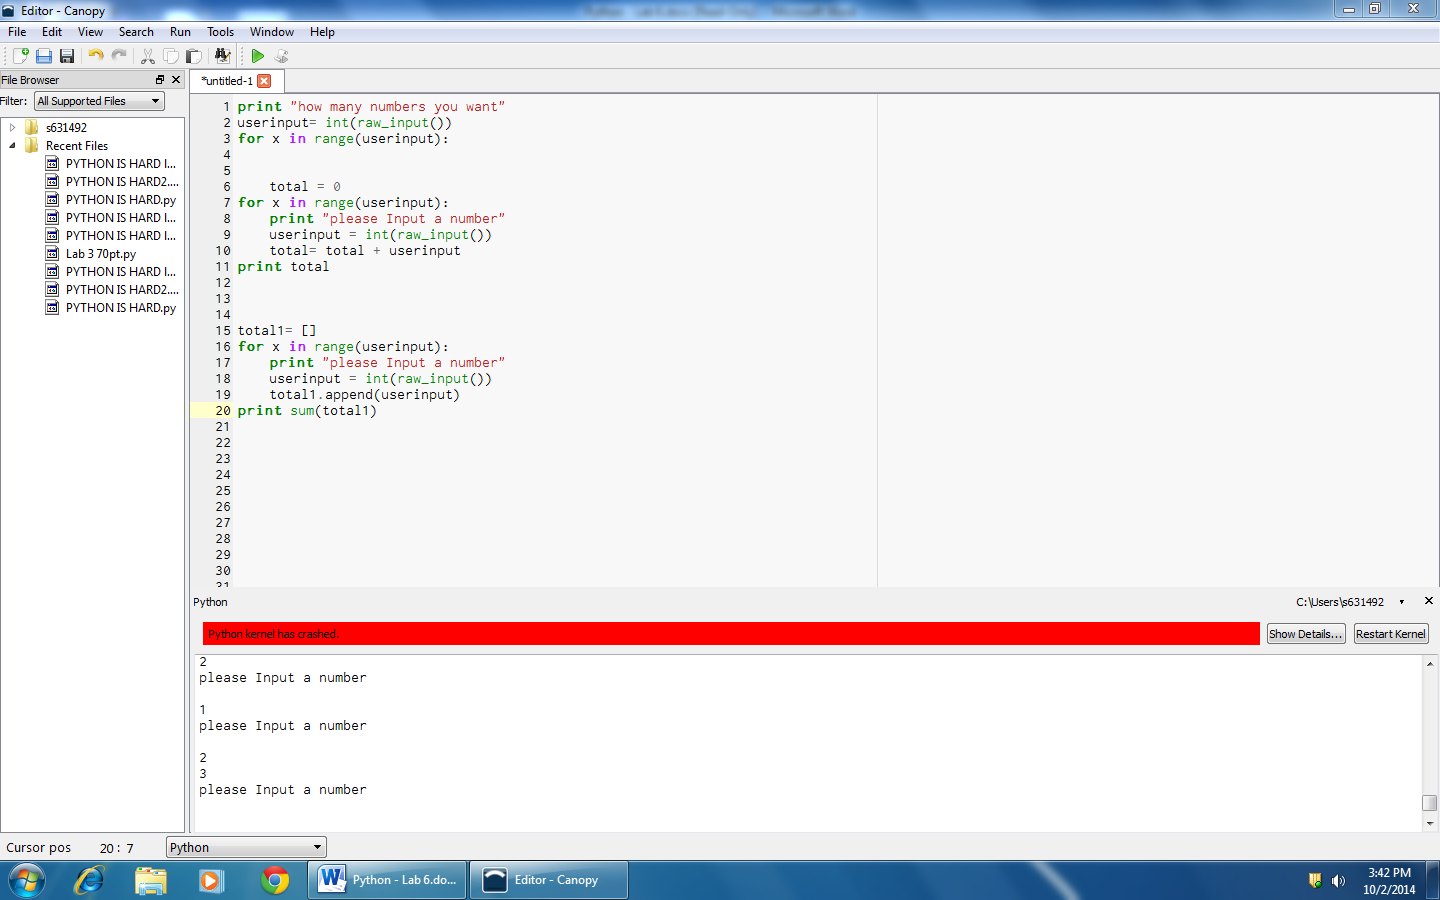 Editor - Canopy
File Edit View Search Run Tools Window Help
File Browser
Filter: All Supported Files
s631492
Recent Files
PYTHON IS HARD I...
PYTHON IS HARD2....
PYTHON IS HARD.py
PYTHON IS HARD I...
PYTHON IS HARD I...
Lab 3 70pt.py
PYTHON IS HARD I...
PYTHON IS HARD2....
PYTHON IS HARD.py
*untitled-1
1 print "how many numbers you want"
2 userinput= int(raw_input())
3 for x in range(userinput):
4
5
6     total = 0
7 for x in range(userinput):
8     print "please Input a number"
9     userinput = int(raw_input())
10     total= total + userinput
11 print total
12
13
14
15 total1= []
16 for x in range(userinput):
17     print "please Input a number"
18     userinput = int(raw_input())
19     total1.append(userinput)
20 print sum(total1)
21
22
23
24
25
26
27
28
29
30
31
Python C:\Users\s631492
Python kernel has crashed. Show Details... Restart Kernel
2
please Input a number
1
please Input a number
2
3
please Input a number
Cursor pos 20 : 7 Python
Python - Lab 6.do... Editor - Canopy
3:42 PM
10/2/2014